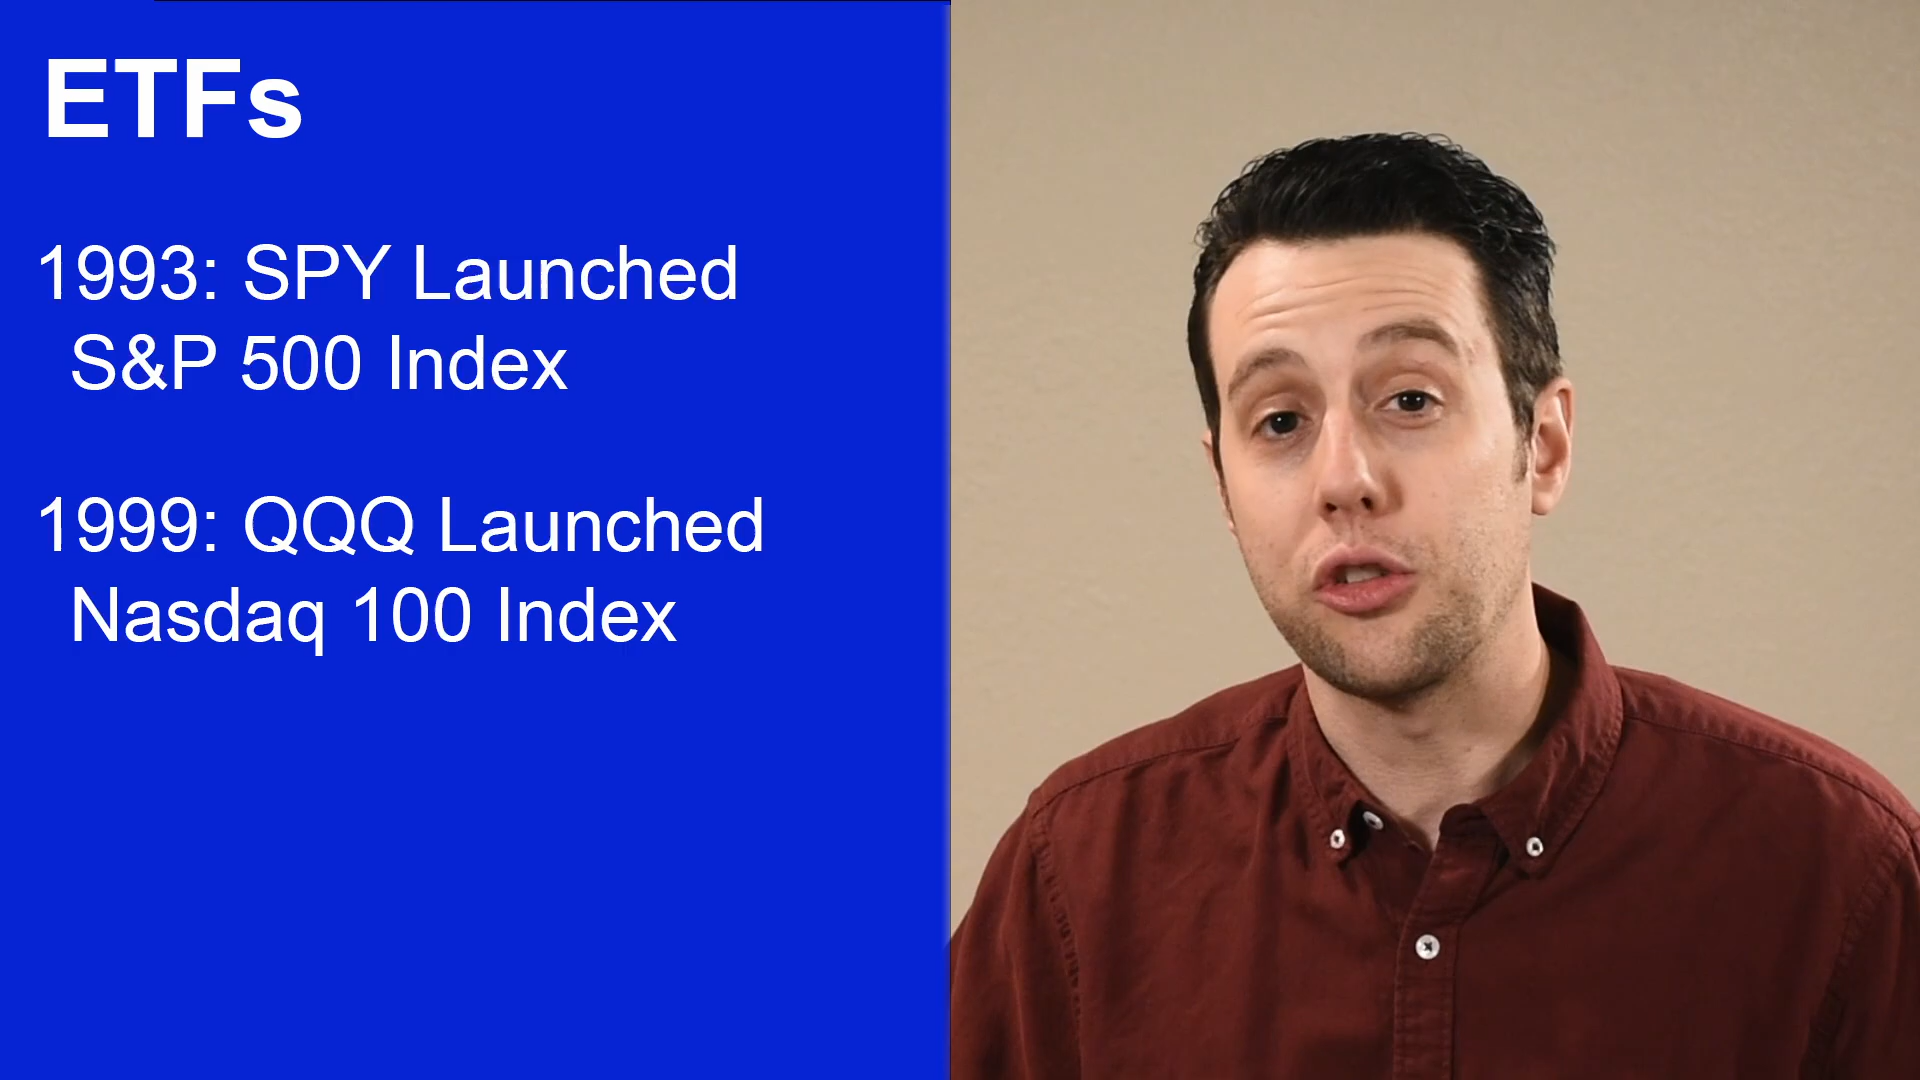 ETFs
1993: SPY Launched
S&P 500 Index
1999: QQQ Launched
Nasdaq 100 Index